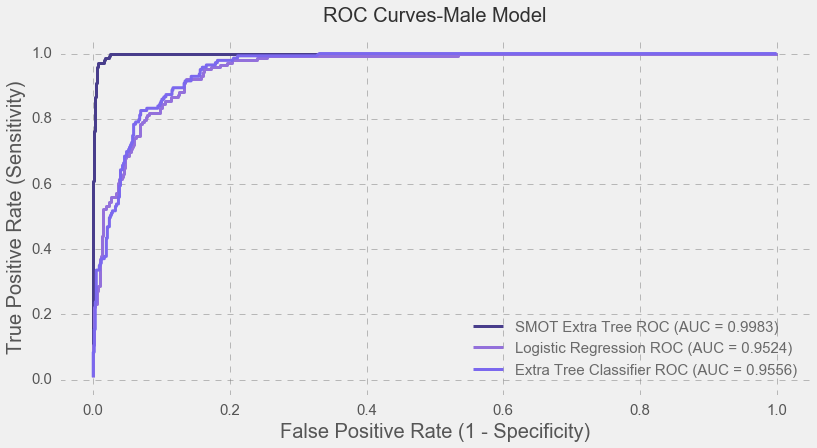 ROC Curves-Male Model
True Positive Rate (Sensitivity)
1.0
0.8
0.6
0.4
0.2
0.0
SMOT Extra Tree ROC (AUC = 0.9983)
Logistic Regression ROC (AUC = 0.9524)
Extra Tree Classifier ROC (AUC = 0.9556)
0.0 0.2 0.4 0.6 0.8 1.0
False Positive Rate (1 - Specificity)